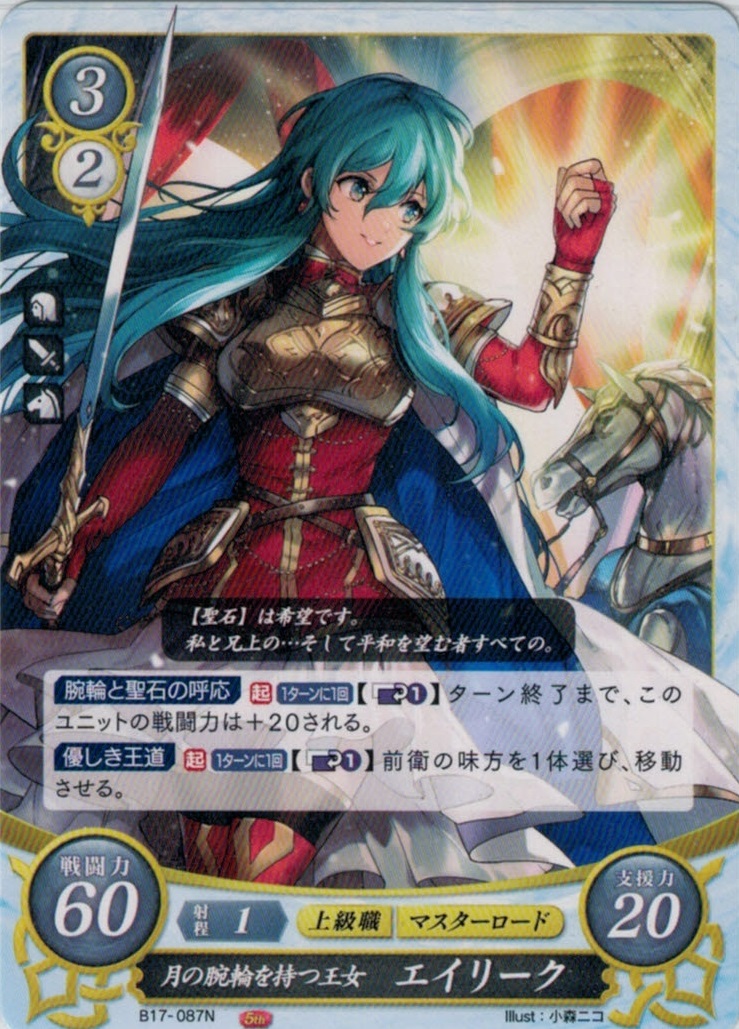 3
2
【聖石】は希望です。
私と兄上の…そして平和を望む者すべての。
腕輪と聖石の呼応 起 1ターンに1回【1】ターン終了まで、この
ユニットの戦闘力は+20される。
優しき王道 起 1ターンに1回【1】前衛の味方を1体選び、移動
させる。
戦闘力
60
射程 1
上級職 マスターロード
支援力
20
月の腕輪を持つ王女 エイリーク
B17-087N 5th Illust:小森ニコ